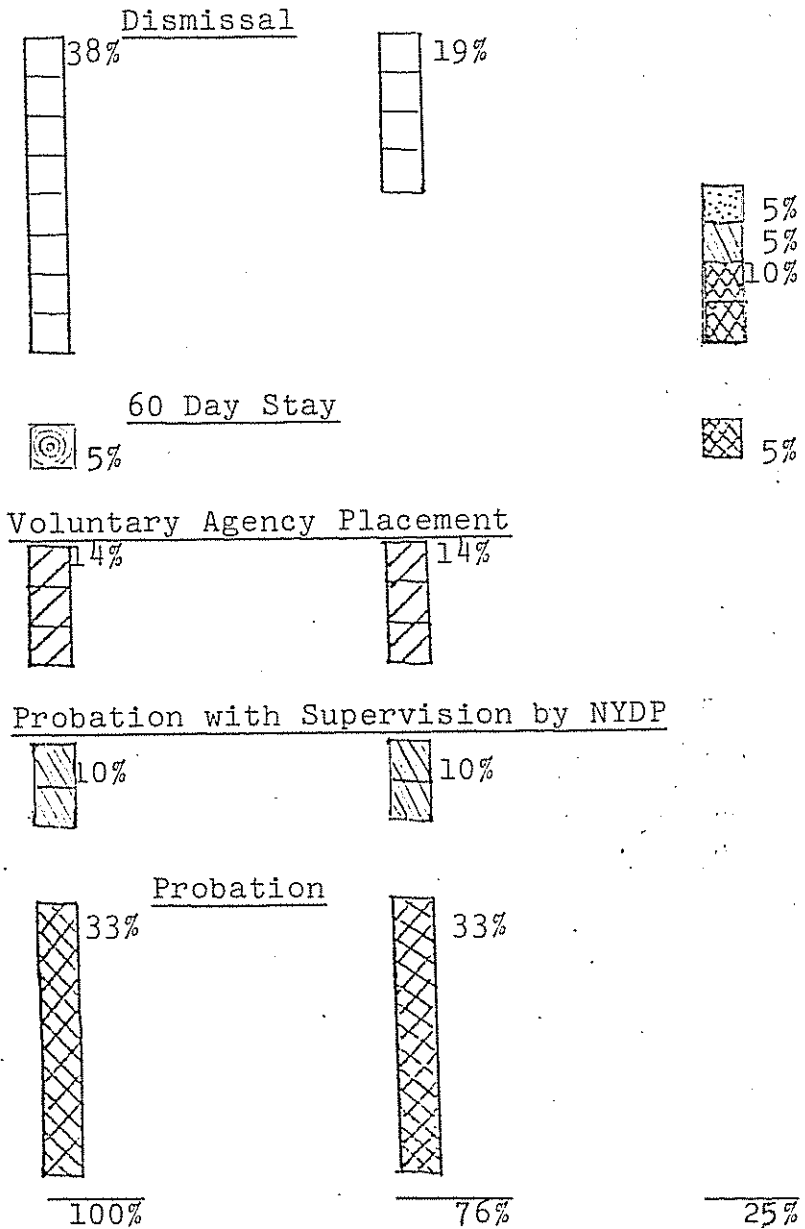 Dismissal
38% 19%
5%
5%
10%
60 Day Stay
5% 5%
Voluntary Agency Placement
14% 14%
Probation with Supervision by NYDP
10% 10%
Probation
33% 33%
100% 76% 25%